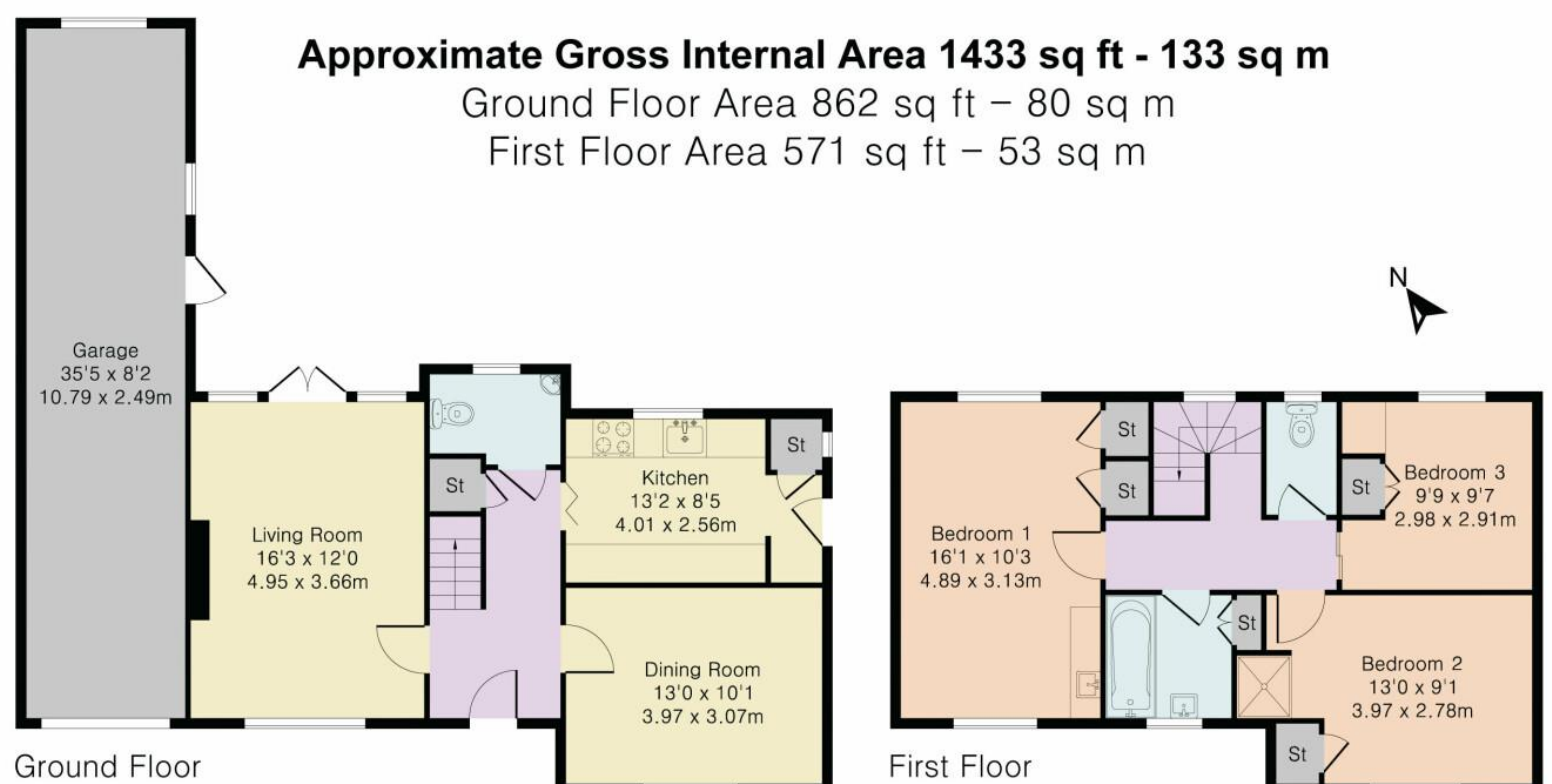 Approximate Gross Internal Area 1433 sq ft - 133 sq m
Ground Floor Area 862 sq ft – 80 sq m
First Floor Area 571 sq ft – 53 sq m
N
Garage
35'5 x 8'2
10.79 x 2.49m
Living Room
16'3 x 12'0
4.95 x 3.66m
St
Kitchen
13'2 x 8'5
4.01 x 2.56m
St
Dining Room
13'0 x 10'1
3.97 x 3.07m
Ground Floor
Bedroom 1
16'1 x 10'3
4.89 x 3.13m
St
St
St
Bedroom 3
9'9 x 9'7
2.98 x 2.91m
St
Bedroom 2
13'0 x 9'1
3.97 x 2.78m
St
First Floor